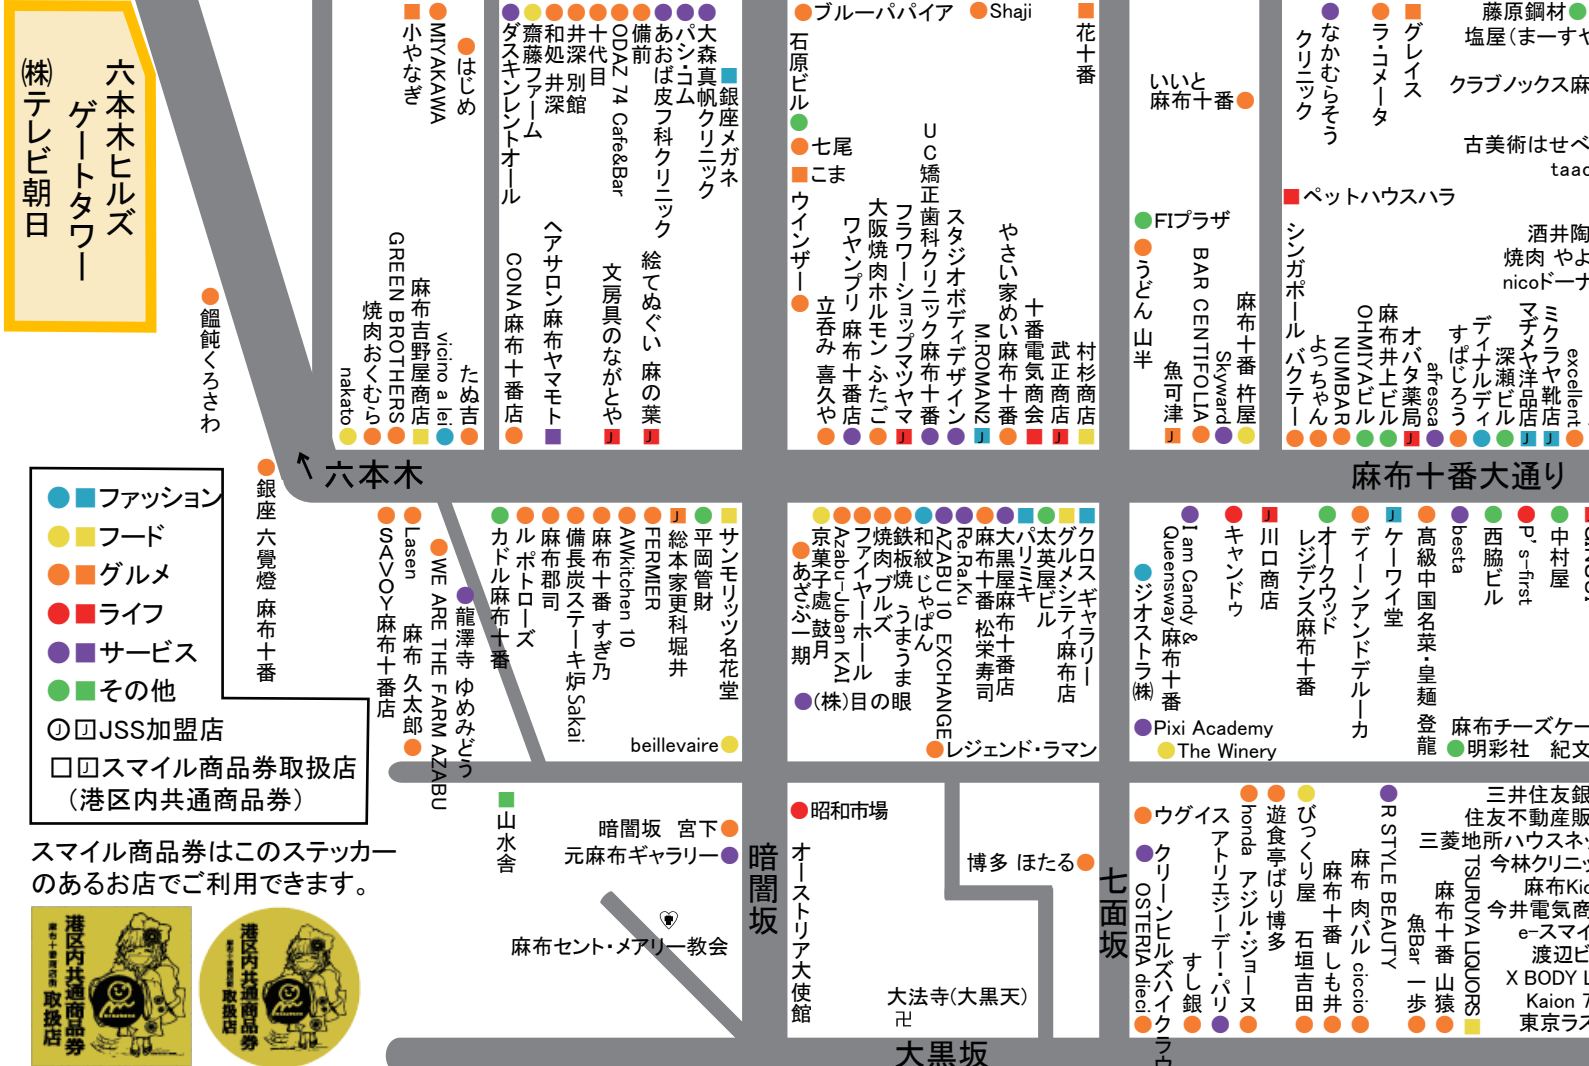 六本木ヒルズ
ゲートタワー
㈱テレビ朝日
小やなぎ
MIYAKAWA
はじめ
ダスキンレントオール
齋藤ファーム
和処 井深
井深 別館
十代目
ODAZ 74 Cafe&Bar
備前
あおば皮フ科クリニック
パシ・コム
大森真帆クリニック
銀座メガネ
ブルーパパイア
Shaji
花十番
石原ビル
七尾
こま
ウインザー
いいと
麻布十番
なかむらそう
クリニック
ラ・コメータ
グレイス
藤原鋼材
塩屋(まーすや
クラブノックス麻
古美術はせべ
taac
ペットハウスハラ
酒井陶
焼肉 やよ
nicoドーナ
饂飩くろさわ
nakato
焼肉おくむら
GREEN BROTHERS
麻布吉野屋商店
vicino a lei
たぬ吉
CONA麻布十番店
ヘアサロン麻布ヤマモト
文房具のながとや
絵てぬぐい 麻の葉
立呑み 喜久や
ワヤンプリ 麻布十番店
大阪焼肉ホルモン ふたご
フラワーショップマツヤマ
UC矯正歯科クリニック麻布十番
スタジオボディデザイン
M.ROMAN2
やさい家めい麻布十番
十番電気商会
武正商店
村杉商店
FIプラザ
うどん 山半
魚可津
BAR CENTIFOLIA
Skyward
麻布十番 杵屋
シンガポール バクテー
よっちゃん
NUMBAR
OHMIYAビル
麻布井上ビル
オバタ薬局
afresca
すぱじろう
ディナルディ
深瀬ビル
マヂメヤ洋品店
ミクラヤ靴店
excellent
↑六本木
麻布十番大通り
ファッション
フード
グルメ
ライフ
サービス
その他
JSS加盟店
スマイル商品券取扱店
(港区内共通商品券)
スマイル商品券はこのステッカー
のあるお店でご利用できます。
港区内共通商品券
麻布十番商店街
取扱店
港区内共通商品券
麻布十番商店街
取扱店
銀座 六覺燈 麻布十番
SAVOY麻布十番店
Lasen
麻布 久太郎
WE ARE THE FARM AZABU
龍澤寺 ゆめみどう
カドル麻布十番
ル ポトローズ
麻布郡司
備長炭ステーキ炉Sakai
麻布十番 すぎ乃
AWkitchen 10
FERMIER
総本家更科堀井
平岡管財
サンモリッツ名花堂
beillevaire
あざぶ一期
京菓子處 鼓月
Azabu-Juban KAI
ファイヤーホール
焼肉 ブルズ
鉄板焼 うまうま
和紋 じゃぱん
AZABU 10 EXCHANGE
Re.Ra.Ku
麻布十番 松栄寿司
大黒屋麻布十番店
パリミキ
太英屋ビル
グルメシティ麻布店
クロスギャラリー
(株)目の眼
レジェンド・ラマン
ジオストラ㈱
I am Candy &
Queensway麻布十番
キャンドゥ
川口商店
オークウッド
レジデンス麻布十番
ディーンアンドデルーカ
ケーワイ堂
高級中国名菜・皇麺 登龍
besta
西脇ビル
P's-first
中村屋
Pixi Academy
The Winery
麻布チーズケー
明彩社
紀文
山水舎
暗闇坂 宮下
元麻布ギャラリー
麻布セント・メアリー教会
暗闇坂
昭和市場
オーストリア大使館
博多 ほたる
大法寺(大黒天)
卍
大黒坂
七面坂
ウグイス
クリーンヒルズハイクラウ
OSTERIA dieci
すし銀
アトリエジーデー・パリ
honda
アジル・ジョーヌ
遊食亭ばり博多
びっくり屋
石垣吉田
麻布十番 しも井
麻布 肉バル ciccio
R STYLE BEAUTY
魚Bar 一歩
麻布十番 山猿
TSURUYA LIQUORS
三井住友銀
住友不動産販
三菱地所ハウスネッ
今林クリニッ
麻布Kid
今井電気商
e-スマイ
渡辺ビ
X BODY L
Kaion 7
東京ラス